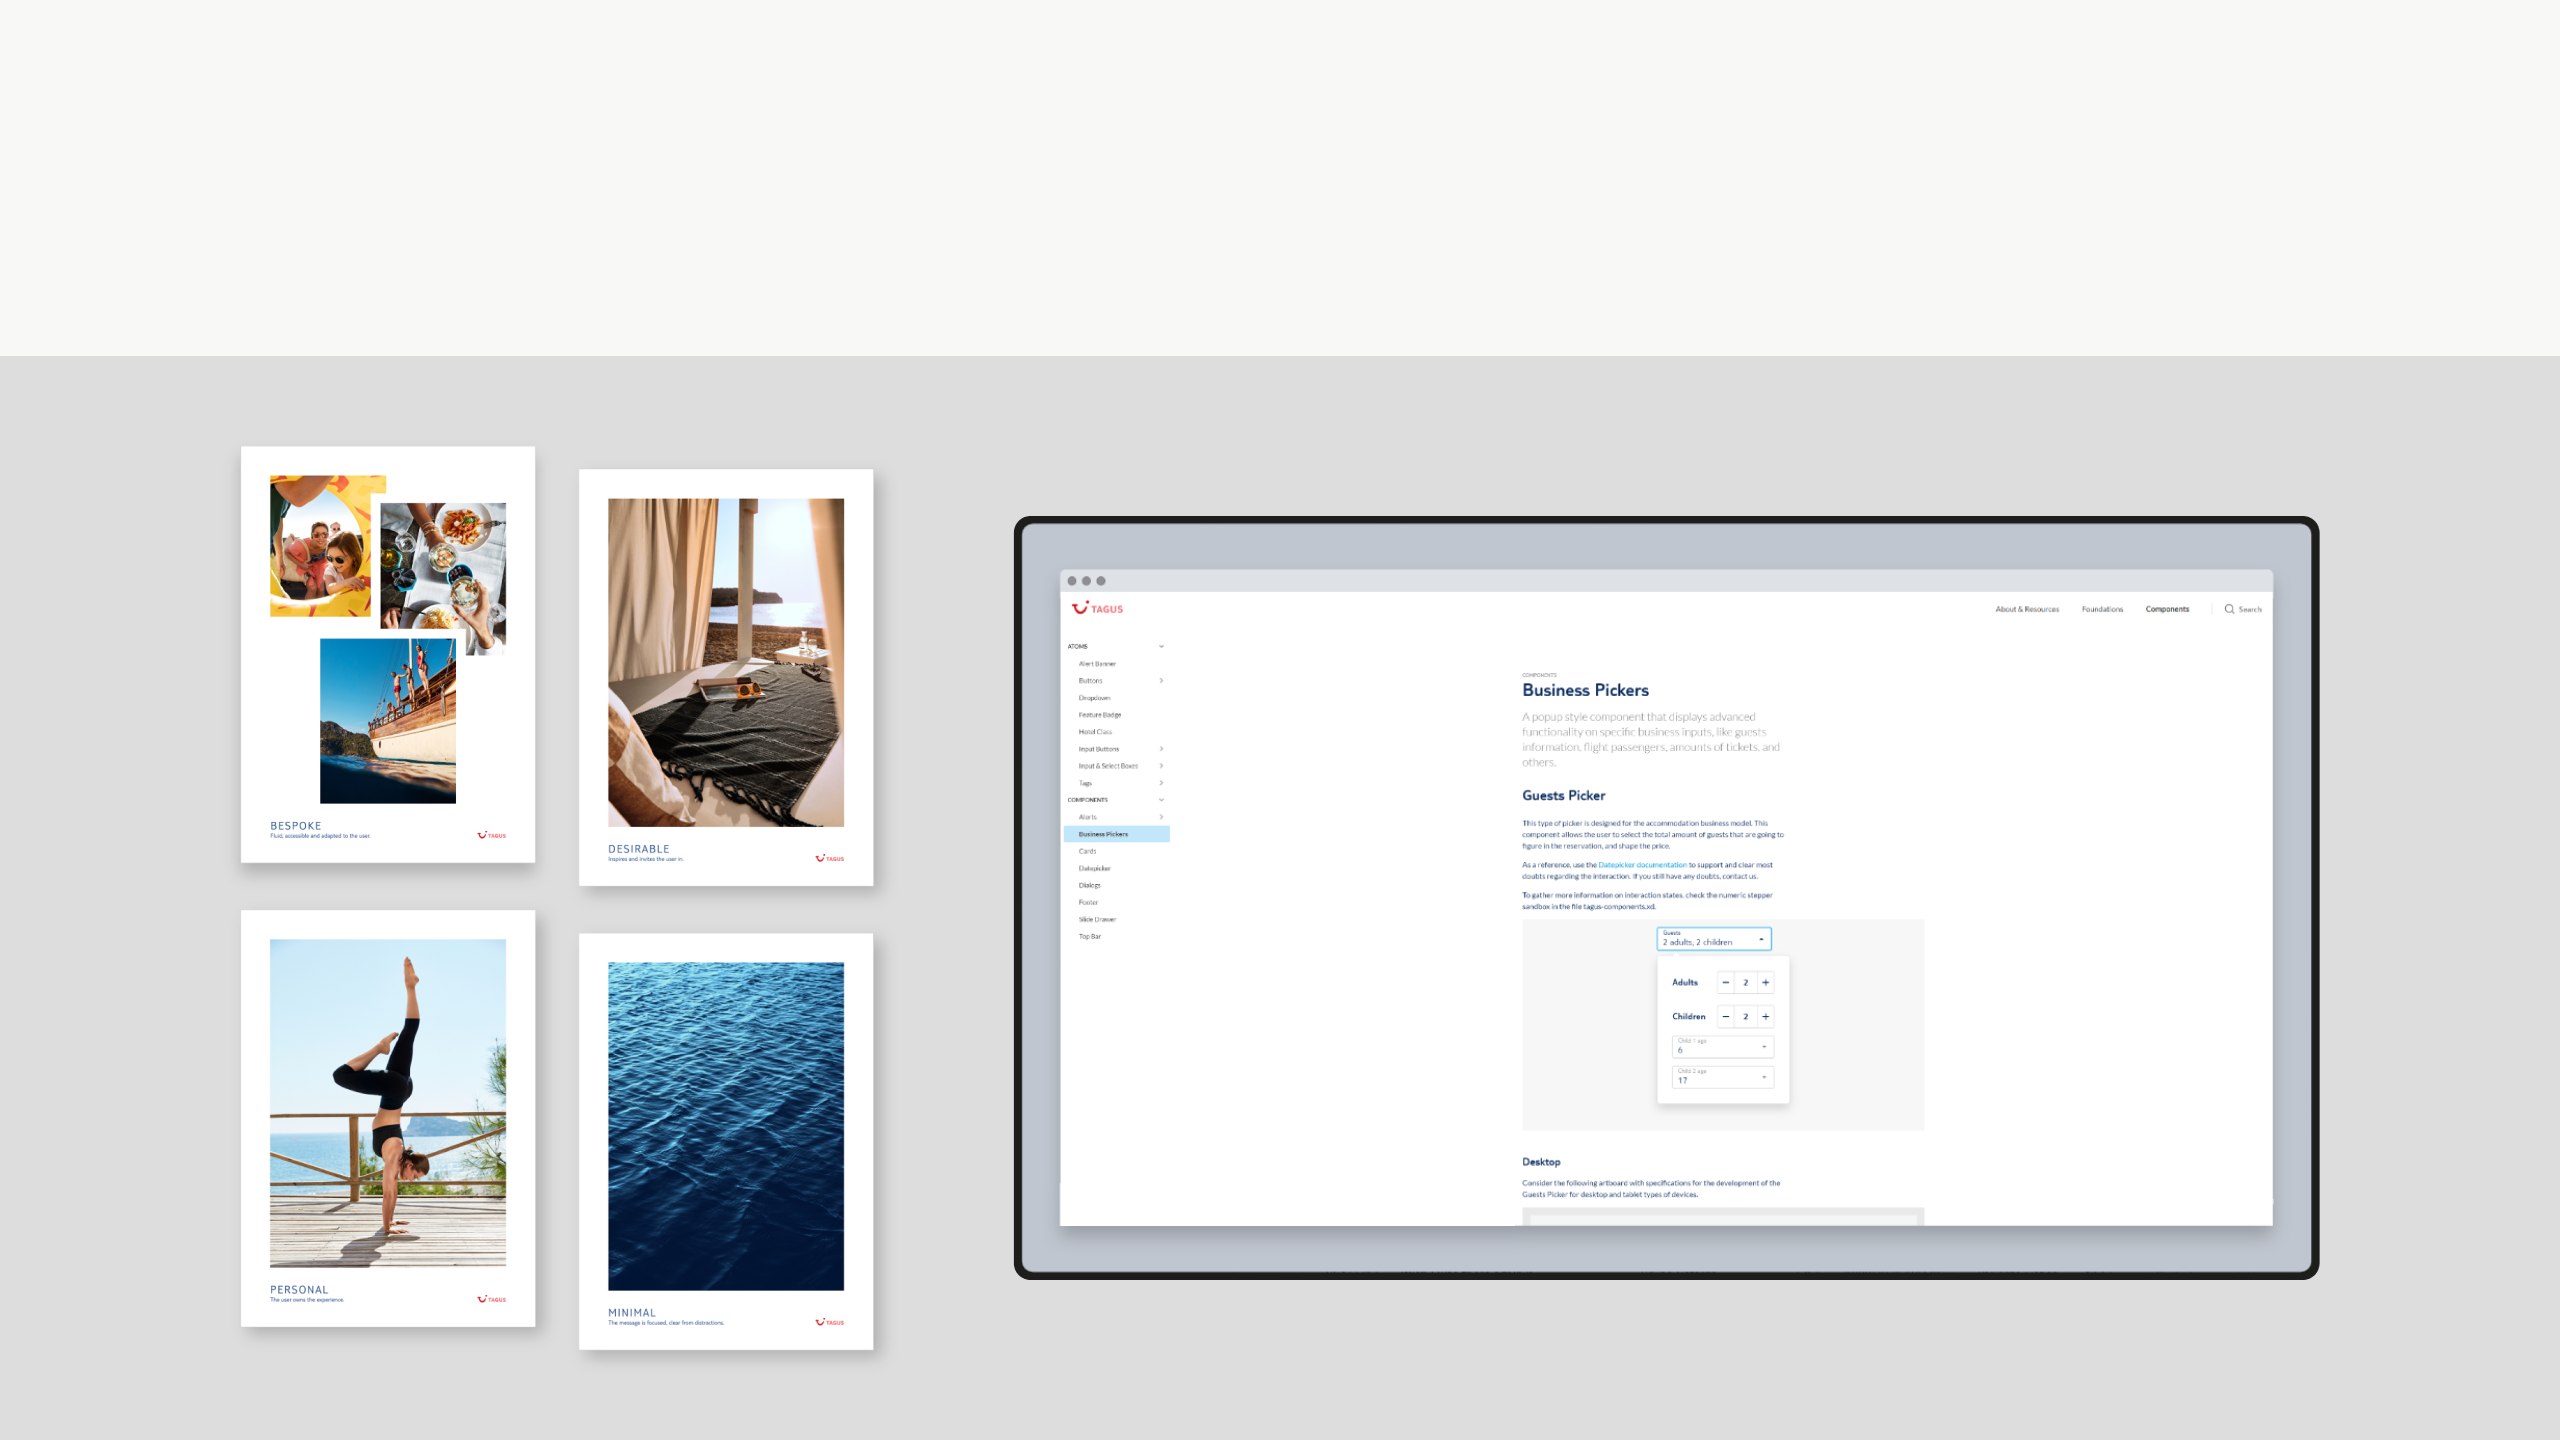 BESPOKE
Fluid, accessible and adapted to the user.
TAGUS
DESIRABLE
Inspires and invites the user in.
TAGUS
PERSONAL
The user owns the experience.
TAGUS
MINIMAL
The message is focused, clear from distractions.
TAGUS
TAGUS
About & Resources
Foundations
Components
Search
ATOMS
Alert Banner
Buttons
Dropdown
Feature Badge
Hotel Class
Input Buttons
Input & Select Boxes
Tags
COMPONENTS
Alerts
Business Pickers
Cards
Datepicker
Dialogs
Footer
Slide Drawer
Top Bar
COMPONENTS
Business Pickers
A popup style component that displays advanced
functionality on specific business inputs, like guests
information, flight passengers, amounts of tickets, and
others.
Guests Picker
This type of picker is designed for the accommodation business model. This
component allows the user to select the total amount of guests that are going to
figure in the reservation, and shape the price.
As a reference, use the Datepicker documentation to support and clear most
doubts regarding the interaction. If you still have any doubts, contact us.
To gather more information on interaction states, check the numeric stepper
sandbox in the file tagus-components.xd.
Guests
2 adults, 2 children
Adults − 2 +
Children − 2 +
Child 1 age
6
Child 2 age
17
Desktop
Consider the following artboard with specifications for the development of the
Guests Picker for desktop and tablet types of devices.